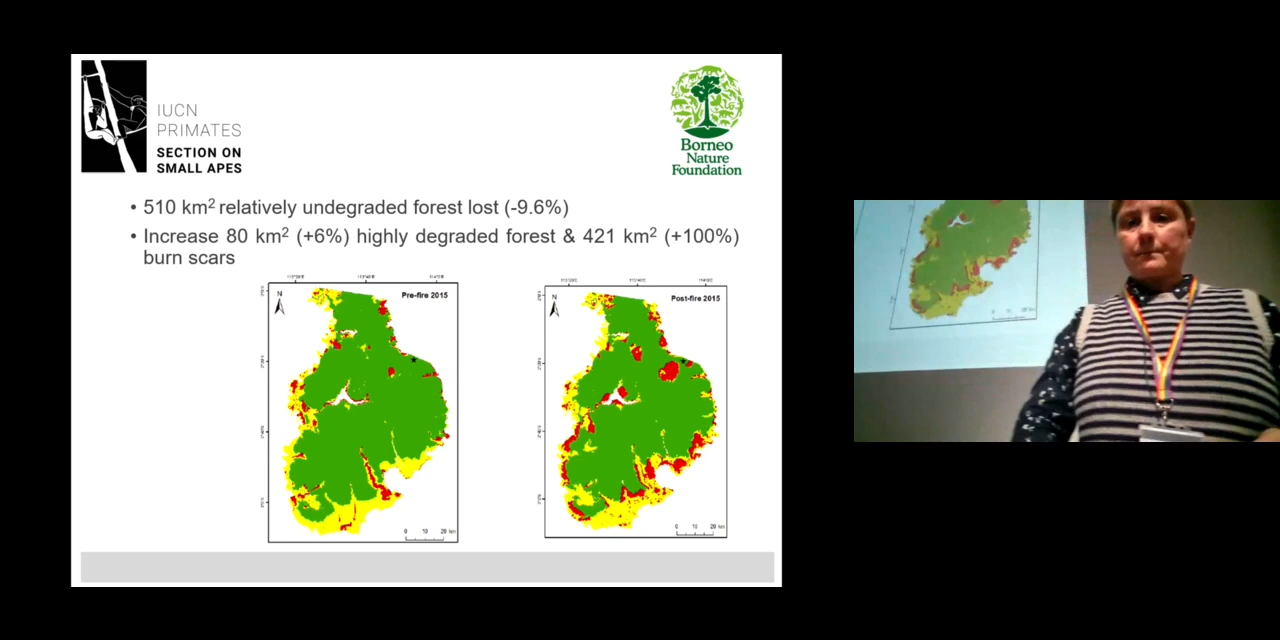 IUCN
PRIMATES
SECTION ON
SMALL APES
Borneo
Nature
Foundation
• 510 km² relatively undegraded forest lost (-9.6%)
• Increase 80 km² (+6%) highly degraded forest & 421 km² (+100%)
burn scars
Pre-fire 2015
N
0 10 20 km
Post-fire 2015
N
0 10 20 km